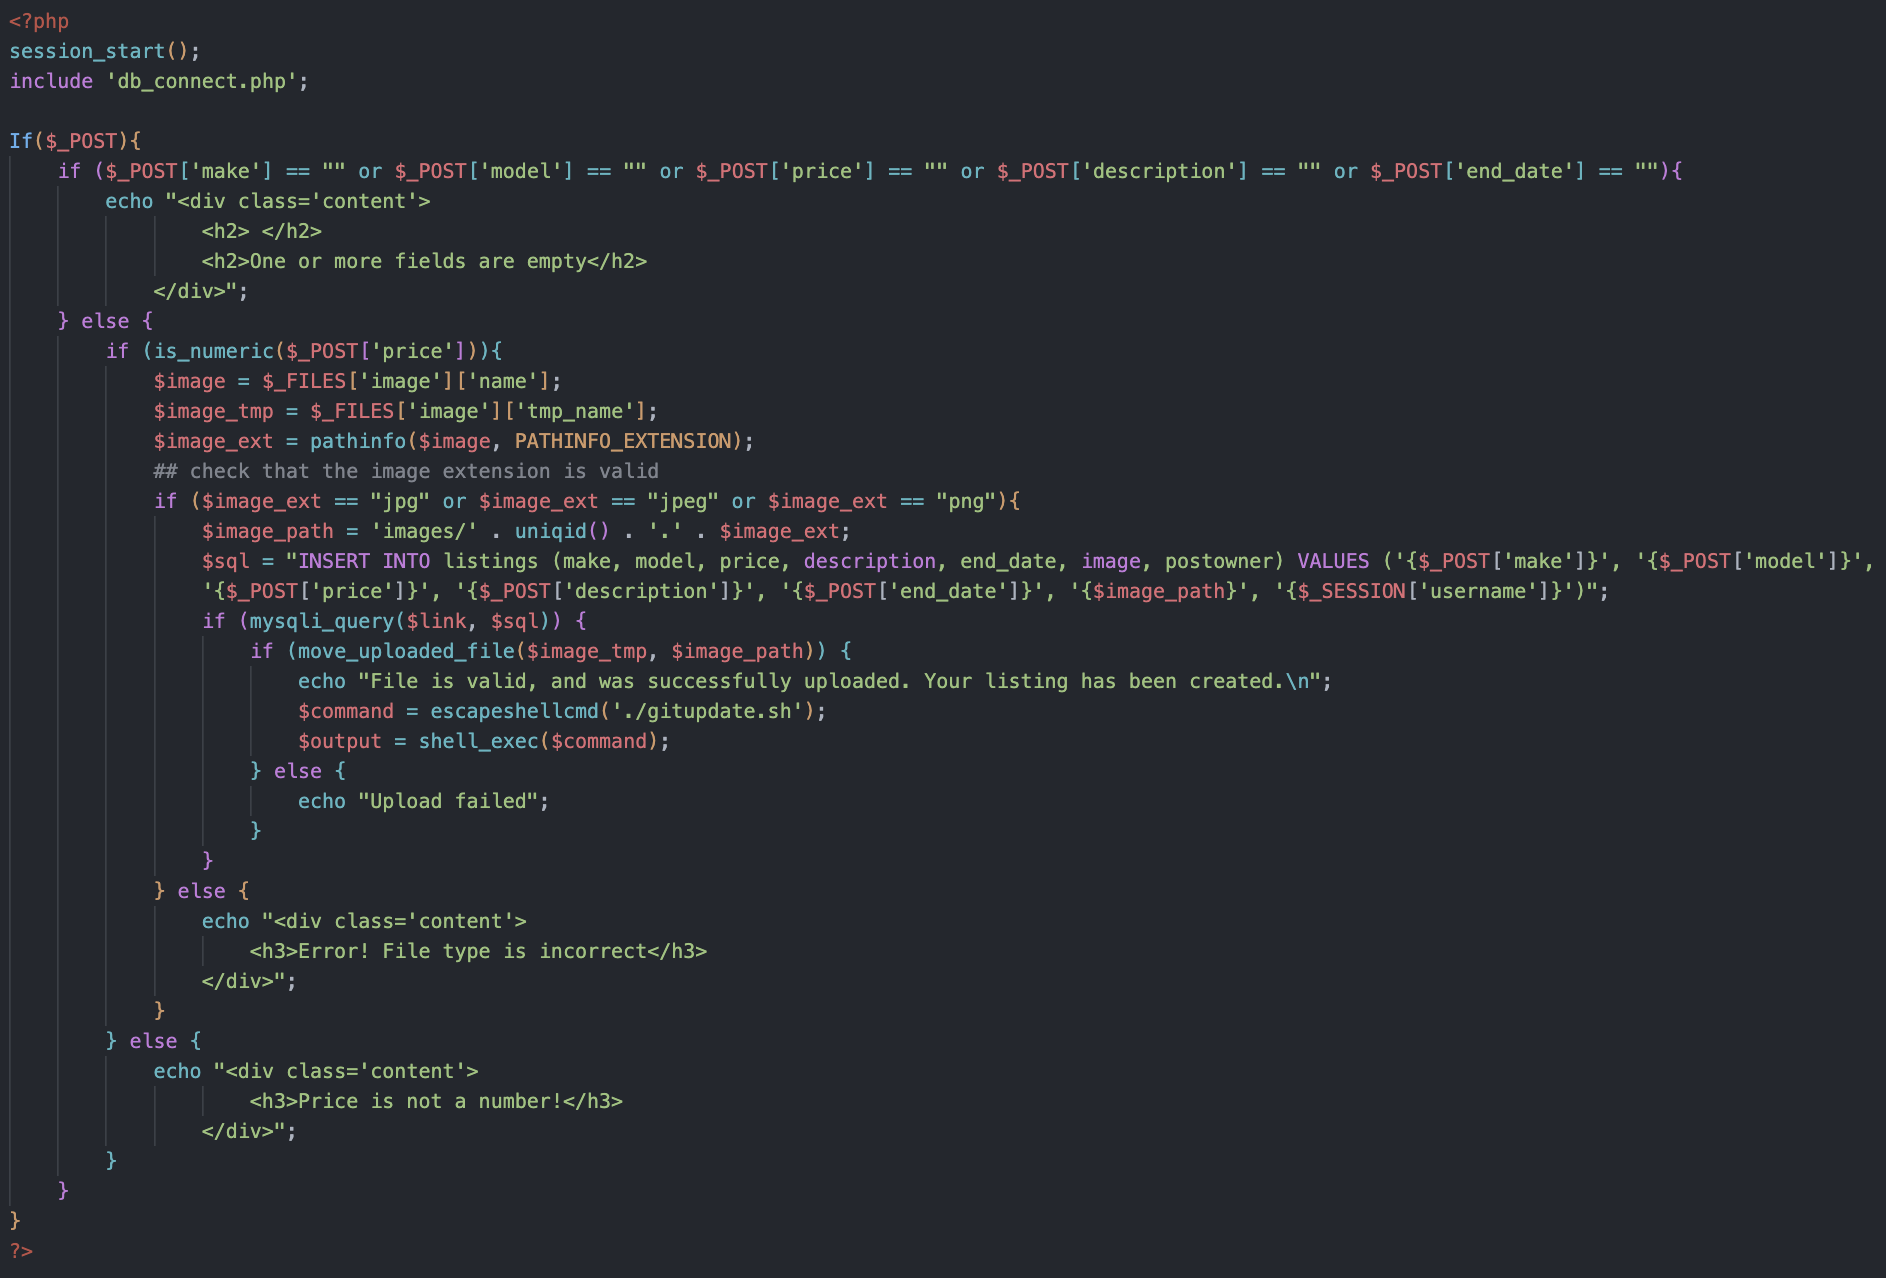 <?php
session_start();
include 'db_connect.php';

If($_POST){
    if ($_POST['make'] == "" or $_POST['model'] == "" or $_POST['price'] == "" or $_POST['description'] == "" or $_POST['end_date'] == ""){
        echo "<div class='content'>
                <h2> </h2>
                <h2>One or more fields are empty</h2>
            </div>";
    } else {
        if (is_numeric($_POST['price'])){
            $image = $_FILES['image']['name'];
            $image_tmp = $_FILES['image']['tmp_name'];
            $image_ext = pathinfo($image, PATHINFO_EXTENSION);
            ## check that the image extension is valid
            if ($image_ext == "jpg" or $image_ext == "jpeg" or $image_ext == "png"){
                $image_path = 'images/' . uniqid() . '.' . $image_ext;
                $sql = "INSERT INTO listings (make, model, price, description, end_date, image, postowner) VALUES ('{$_POST['make']}', '{$_POST['model']}',
                '{$_POST['price']}', '{$_POST['description']}', '{$_POST['end_date']}', '{$image_path}', '{$_SESSION['username']}')";
                if (mysqli_query($link, $sql)) {
                    if (move_uploaded_file($image_tmp, $image_path)) {
                        echo "File is valid, and was successfully uploaded. Your listing has been created.\n";
                        $command = escapeshellcmd('./gitupdate.sh');
                        $output = shell_exec($command);
                    } else {
                        echo "Upload failed";
                    }
                }
            } else {
                echo "<div class='content'>
                    <h3>Error! File type is incorrect</h3>
                </div>";
            }
        } else {
            echo "<div class='content'>
                    <h3>Price is not a number!</h3>
                </div>";
        }
    }
}
?>